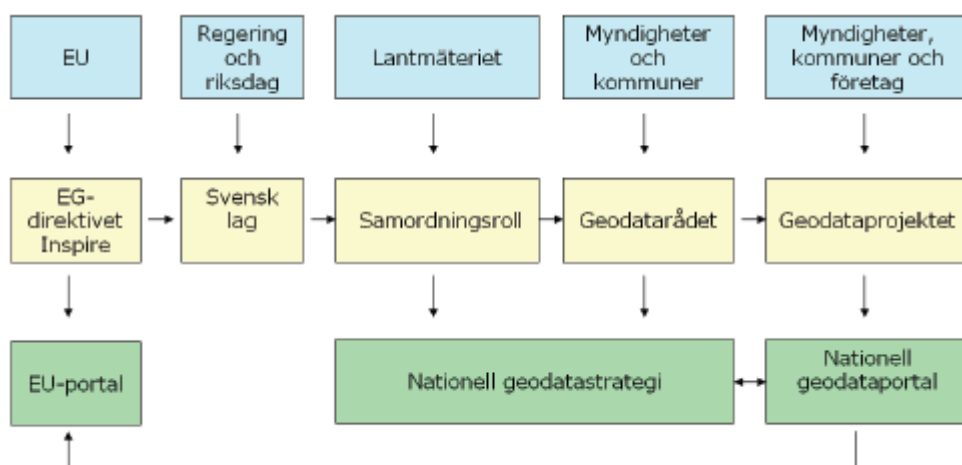 EU
Regering
och
riksdag
Lantmäteriet
Myndigheter
och
kommuner
Myndigheter,
kommuner och
företag
EG-
direktivet
Inspire
Svensk
lag
Samordningsroll
Geodatarådet
Geodataprojektet
EU-portal
Nationell geodatastrategi
Nationell
geodataportal